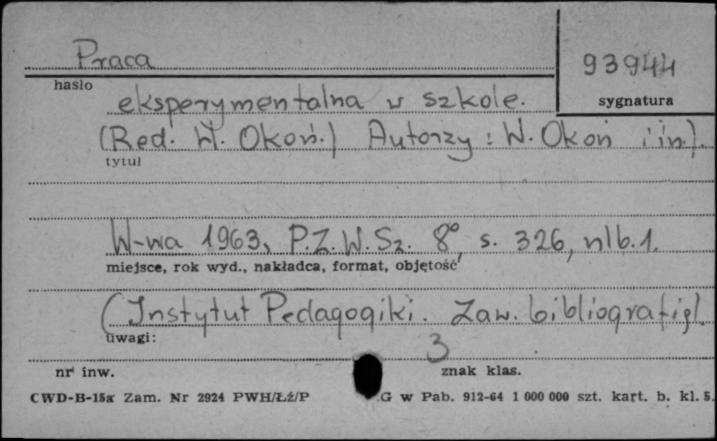 Praca
93944
hasło
sygnatura
eksperymentalna w szkole.
(Red. W. Okoń.) Autorzy: W. Okoń i in.).
tytuł
W-wa 1963, P.Z.W.Sz. 8°, s. 326, nlb. 1.
miejsce, rok wyd., nakładca, format, objętość
(Instytut Pedagogiki. Zaw. bibliografię).
uwagi:
3
nr inw.
znak klas.
CWD-B-15a Zam. Nr 2924 PWH/Łź/P G w Pab. 912-64 1 000 000 szt. kart. b. kl. 5.